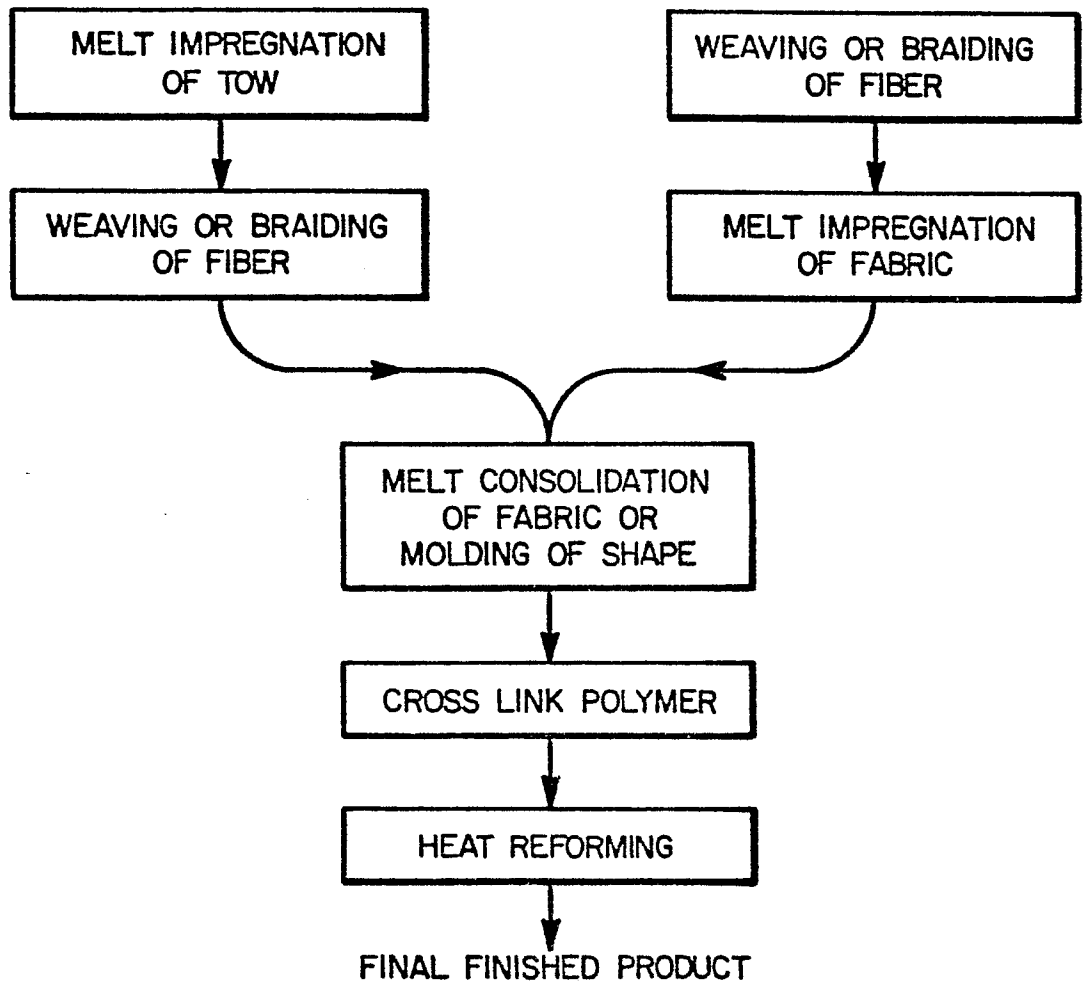 MELT IMPREGNATION
OF TOW
WEAVING OR BRAIDING
OF FIBER
WEAVING OR BRAIDING
OF FIBER
MELT IMPREGNATION
OF FABRIC
MELT CONSOLIDATION
OF FABRIC OR
MOLDING OF SHAPE
CROSS LINK POLYMER
HEAT REFORMING
FINAL FINISHED PRODUCT